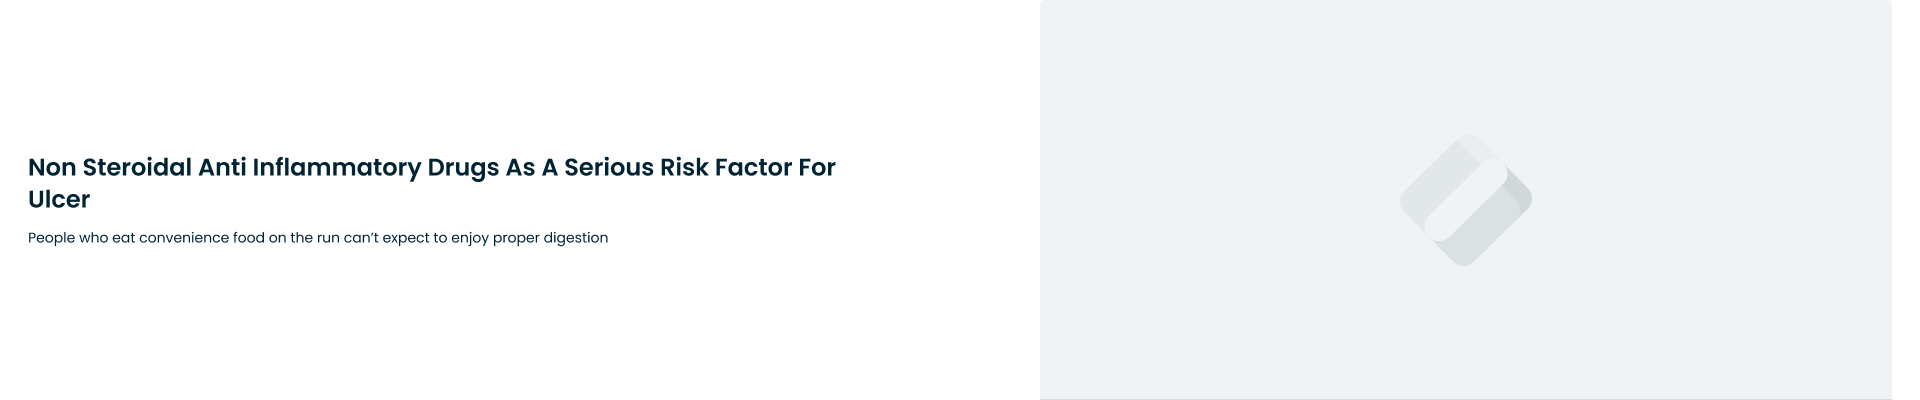 Non Steroidal Anti Inflammatory Drugs As A Serious Risk Factor For
Ulcer
People who eat convenience food on the run can’t expect to enjoy proper digestion